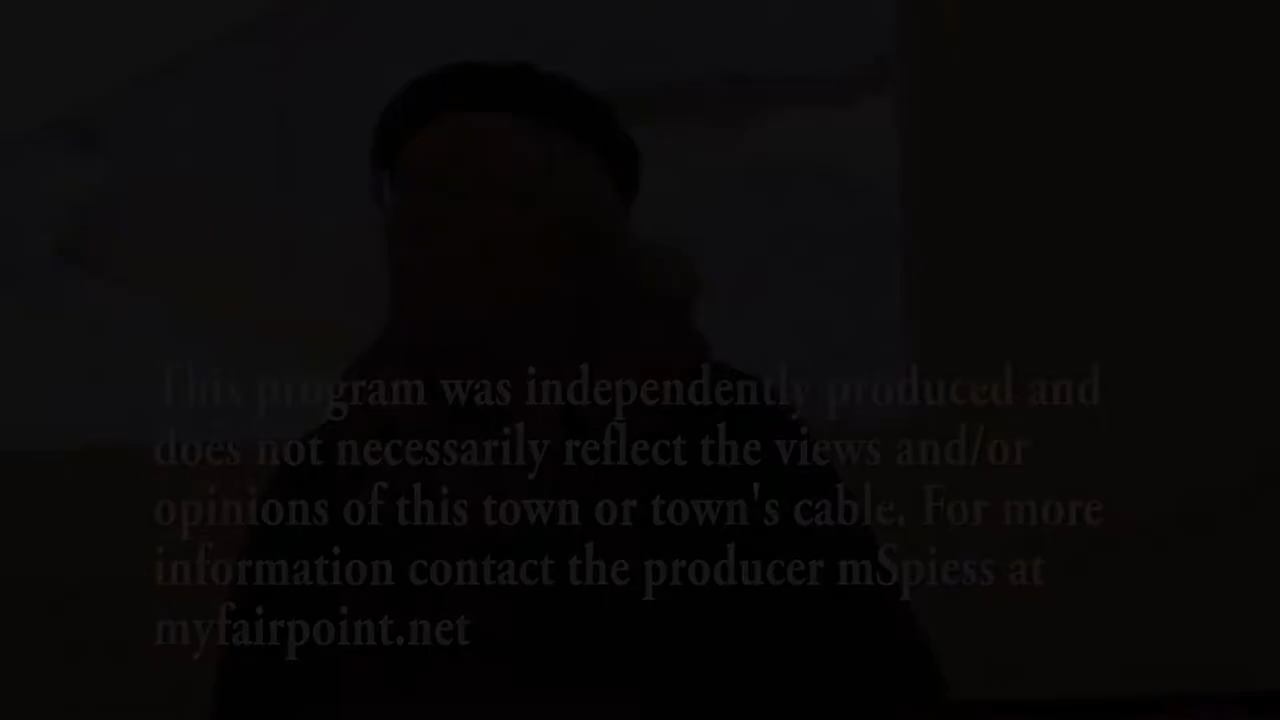 This program was independently produced and
does not necessarily reflect the views and/or
opinions of this town or town's cable. For more
information contact the producer mSpiess at
myfairpoint.net